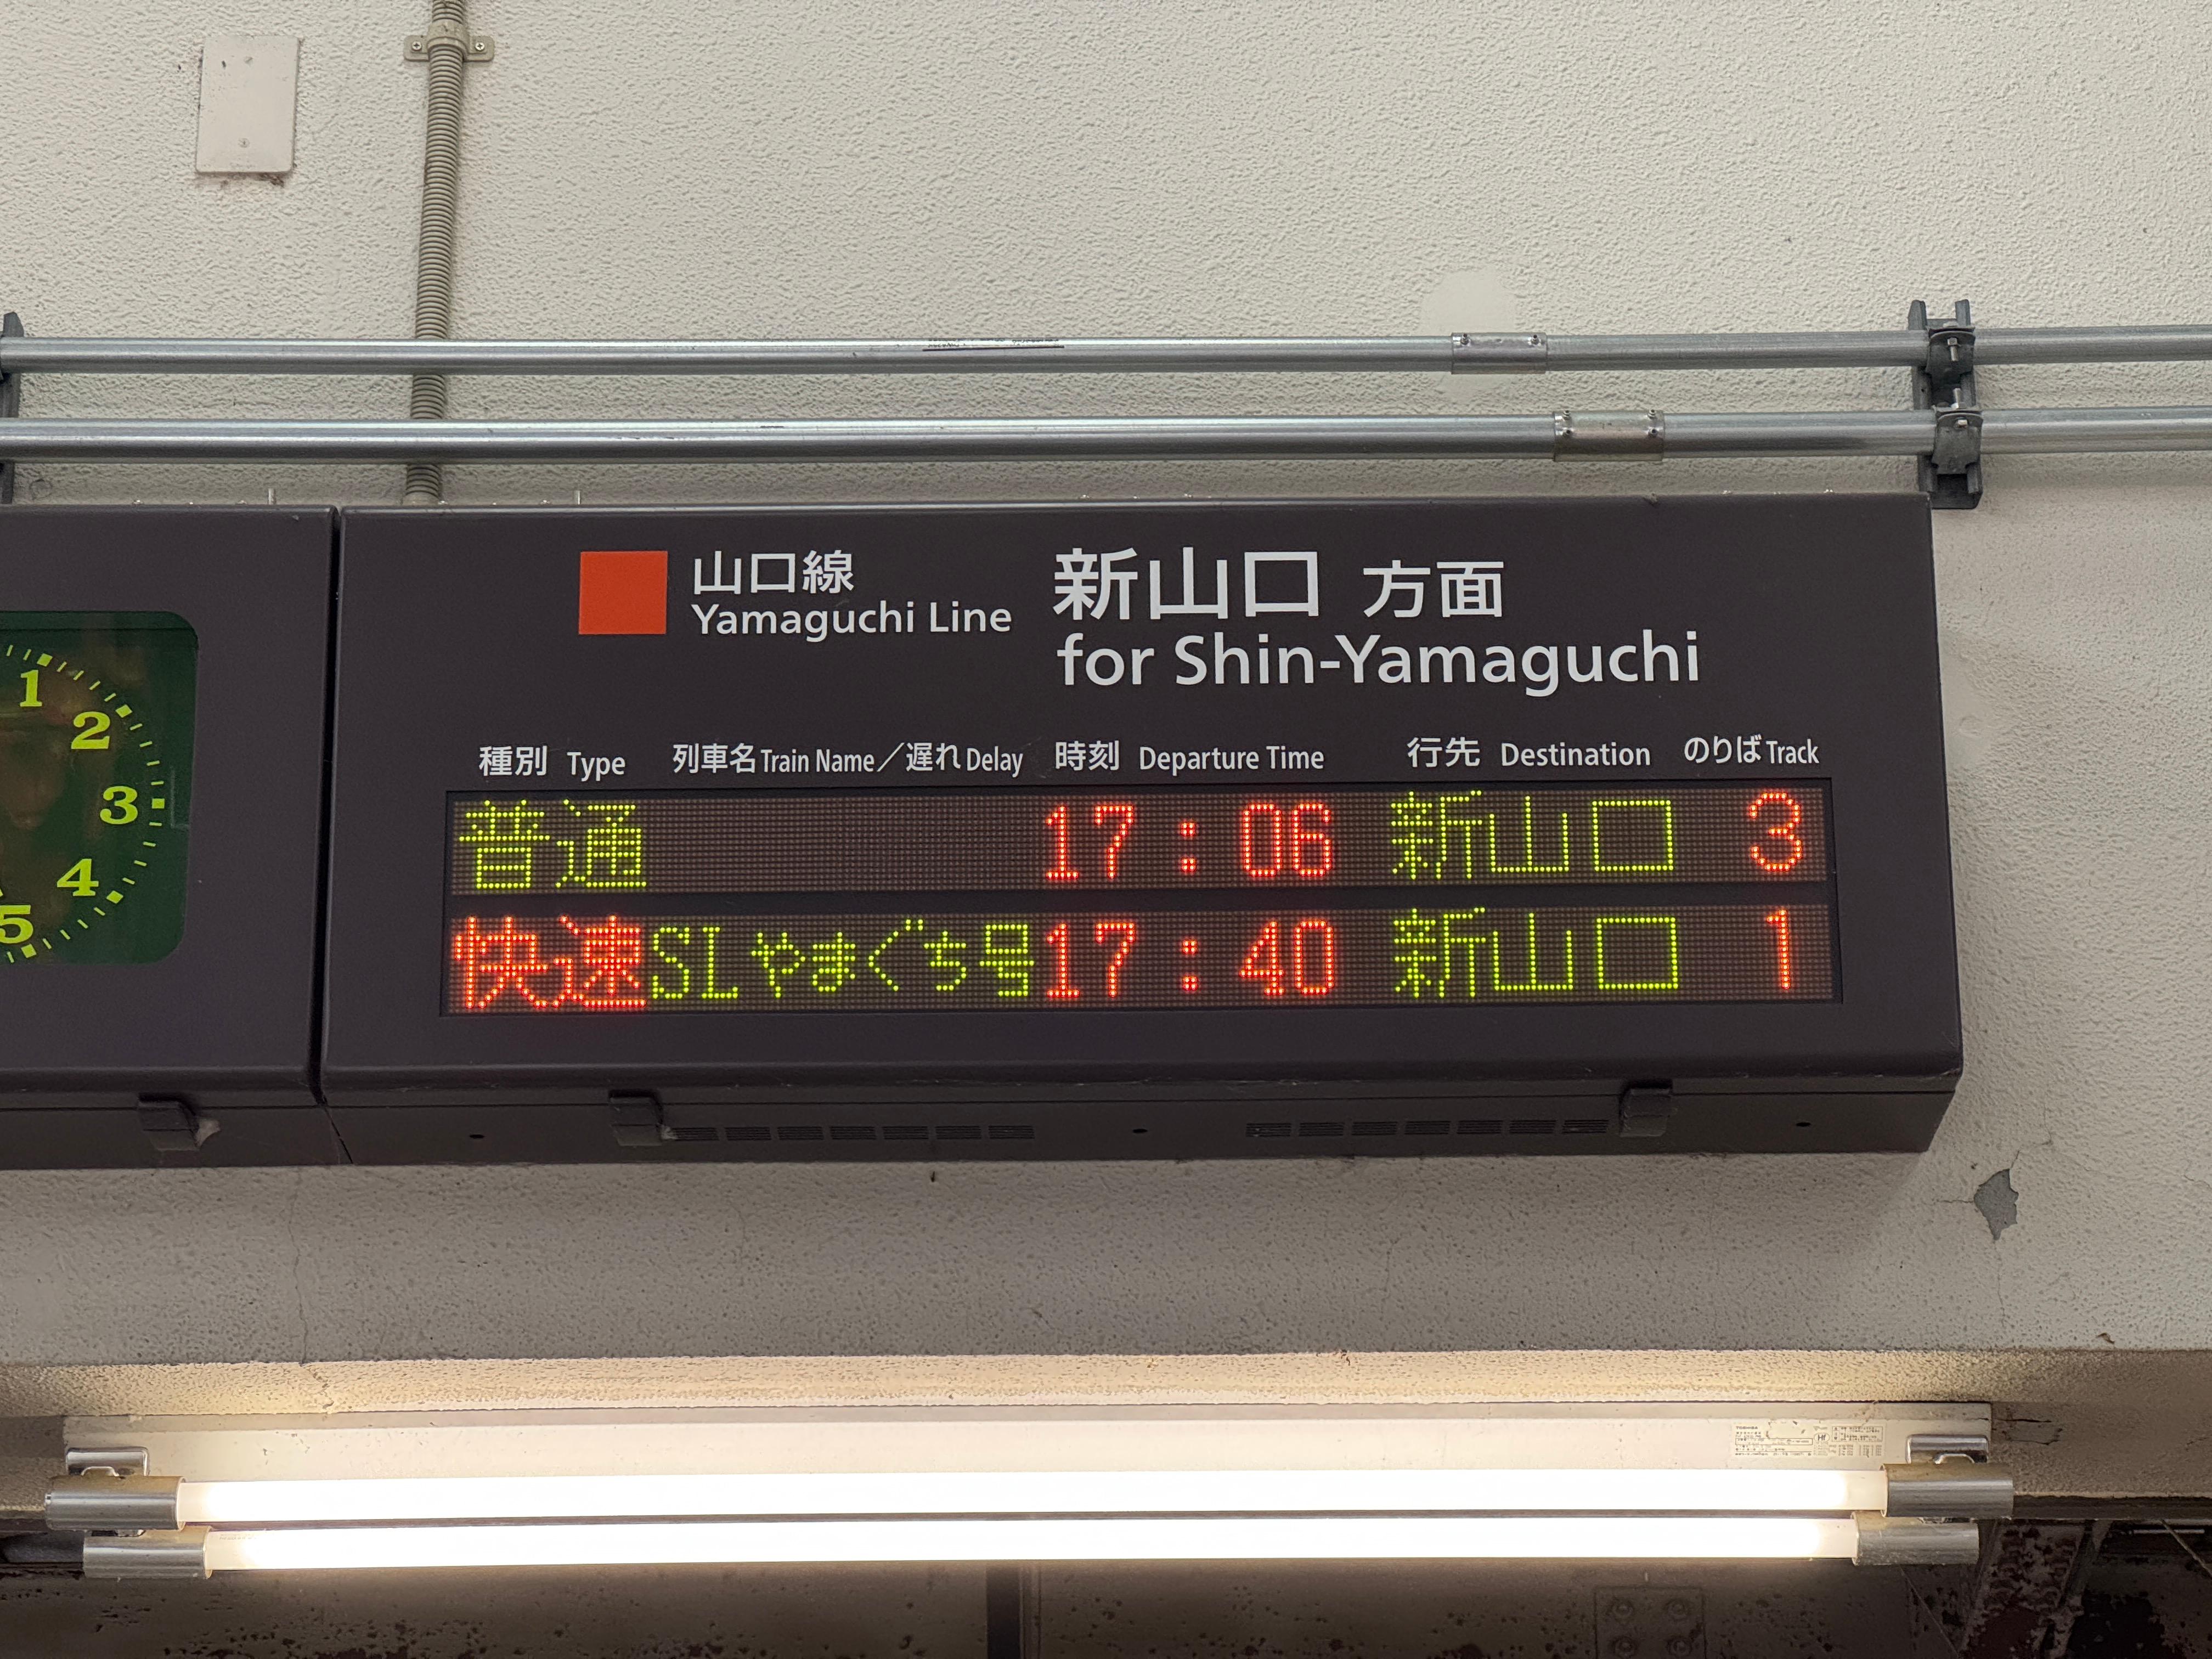 山口線 新山口 方面
Yamaguchi Line for Shin-Yamaguchi
種別 Type 列車名 Train Name／遅れ Delay 時刻 Departure Time 行先 Destination のりば Track
普通 17:06 新山口 3
快速 SLやまぐち号 17:40 新山口 1
1
2
3
4
5